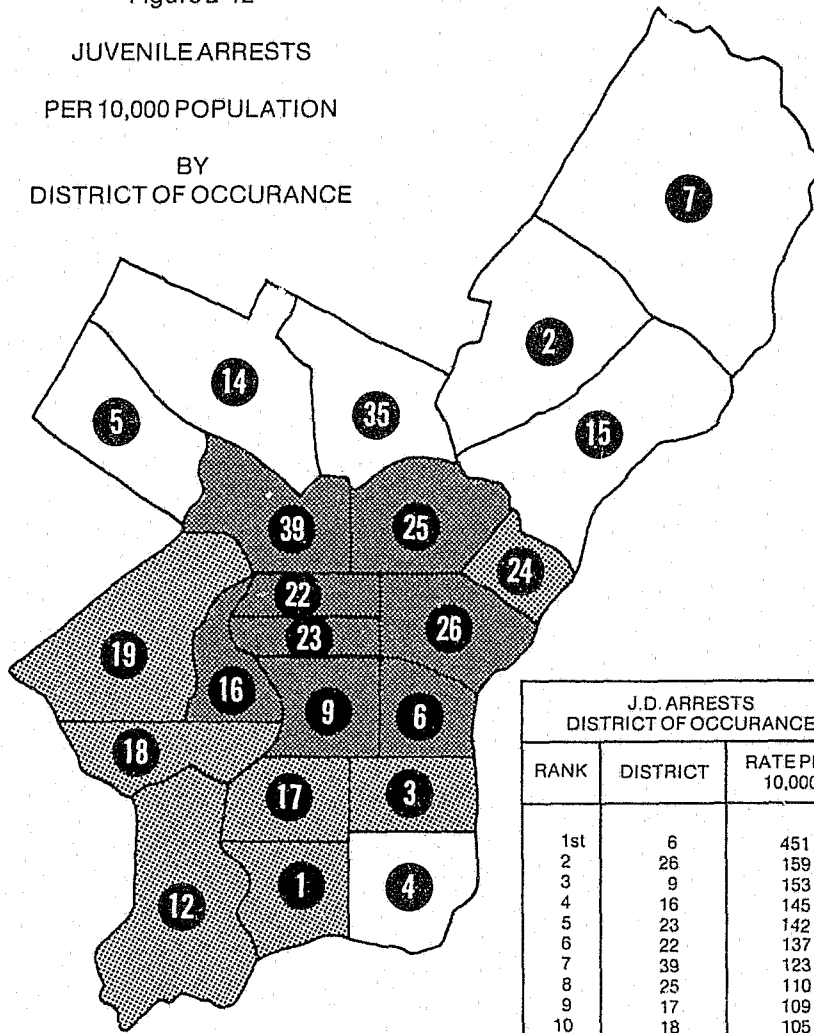 JUVENILE ARRESTS
PER 10,000 POPULATION
BY
DISTRICT OF OCCURANCE
7
2
14
35
5
15
39
25
24
22
23
26
19
16
9
6
18
17
3
12
1
4
J.D. ARRESTS
DISTRICT OF OCCURANCE
RANK DISTRICT RATE
10,000
1st 6 451
2 26 159
3 9 153
4 16 145
5 23 142
6 22 137
7 39 123
8 25 110
9 17 109
10 18 105